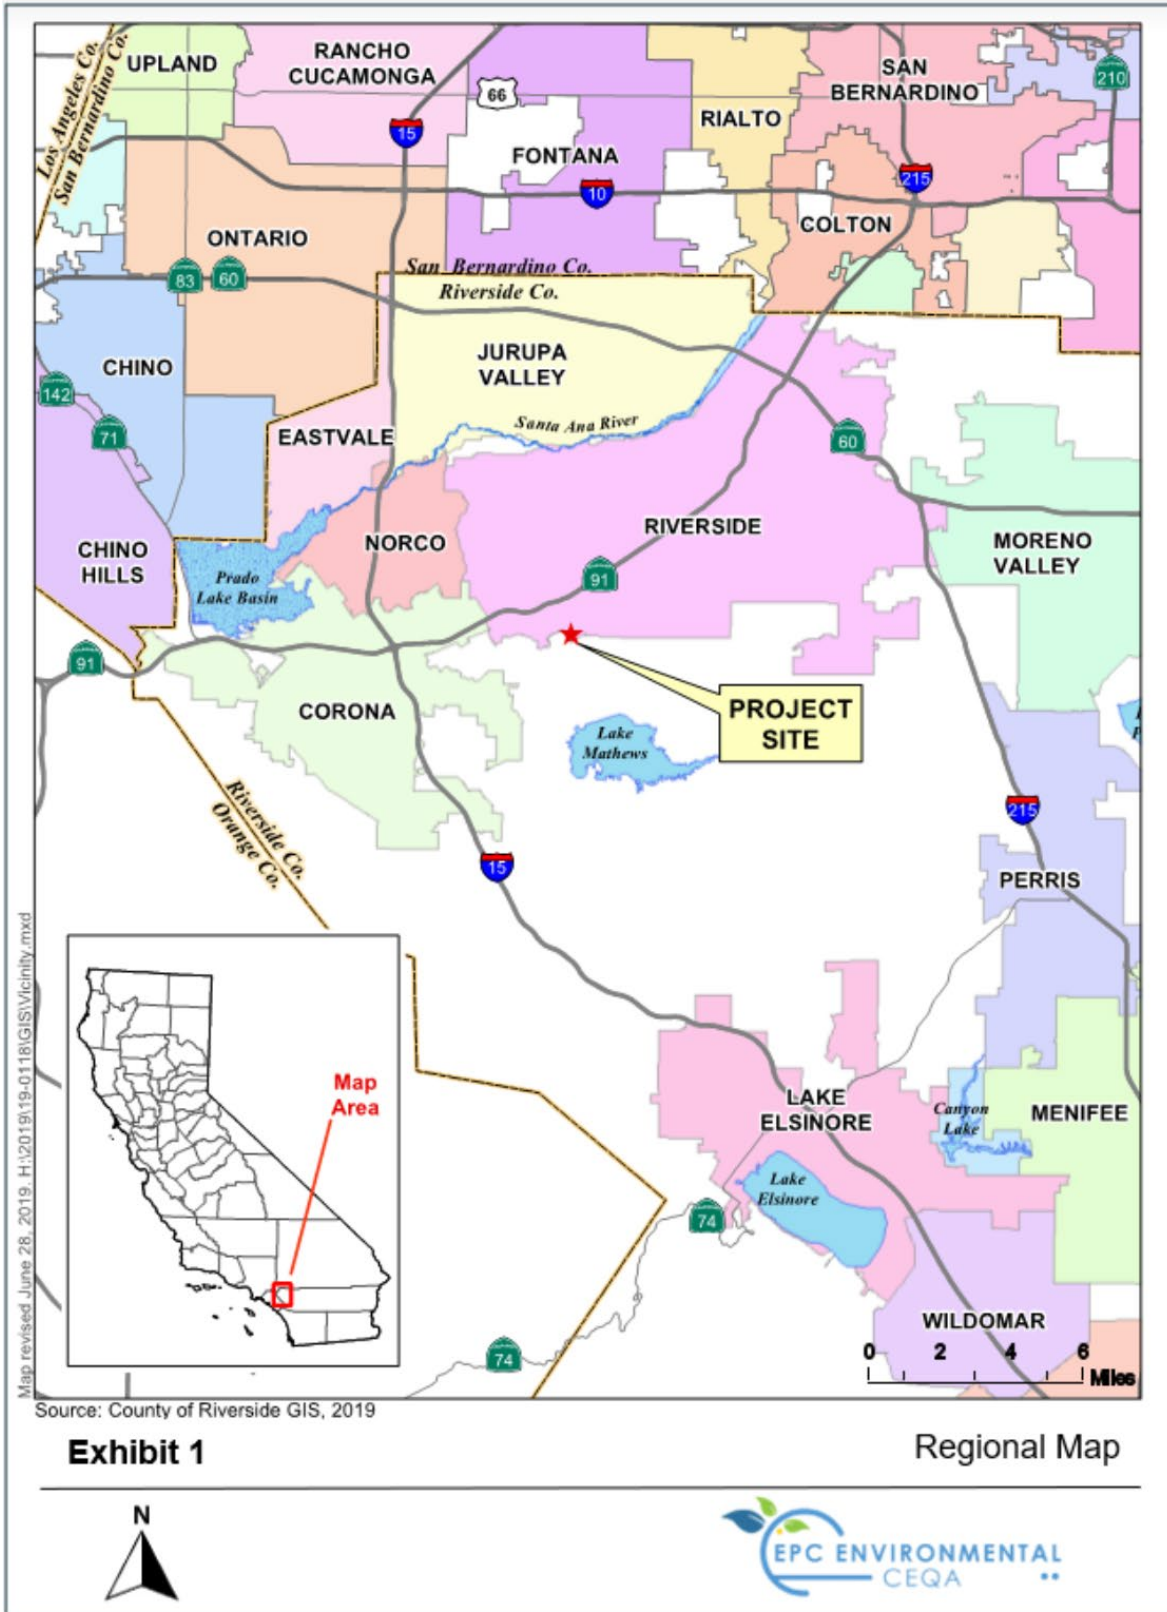 Los Angeles Co.
San Bernardino Co.
UPLAND
RANCHO
CUCAMONGA
66
15
FONTANA
RIALTO
SAN
BERNARDINO
210
10
215
ONTARIO
COLTON
83
60
San Bernardino Co.
Riverside Co.
CHINO
JURUPA
VALLEY
142
71
EASTVALE
Santa Ana River
60
CHINO
HILLS
NORCO
RIVERSIDE
MORENO
VALLEY
Prado
Lake Basin
91
91
CORONA
PROJECT
SITE
Lake
Mathews
Riverside Co.
Orange Co.
215
15
PERRIS
Map
Area
LAKE
ELSINORE
Canyon
Lake
MENIFEE
Lake
Elsinore
74
WILDOMAR
74
0 2 4 6
Miles
Map revised June 28, 2019. H:\2019\19-0118\GIS\Vicinity.mxd
Source: County of Riverside GIS, 2019
Exhibit 1
Regional Map
N
EPC ENVIRONMENTAL
CEQA